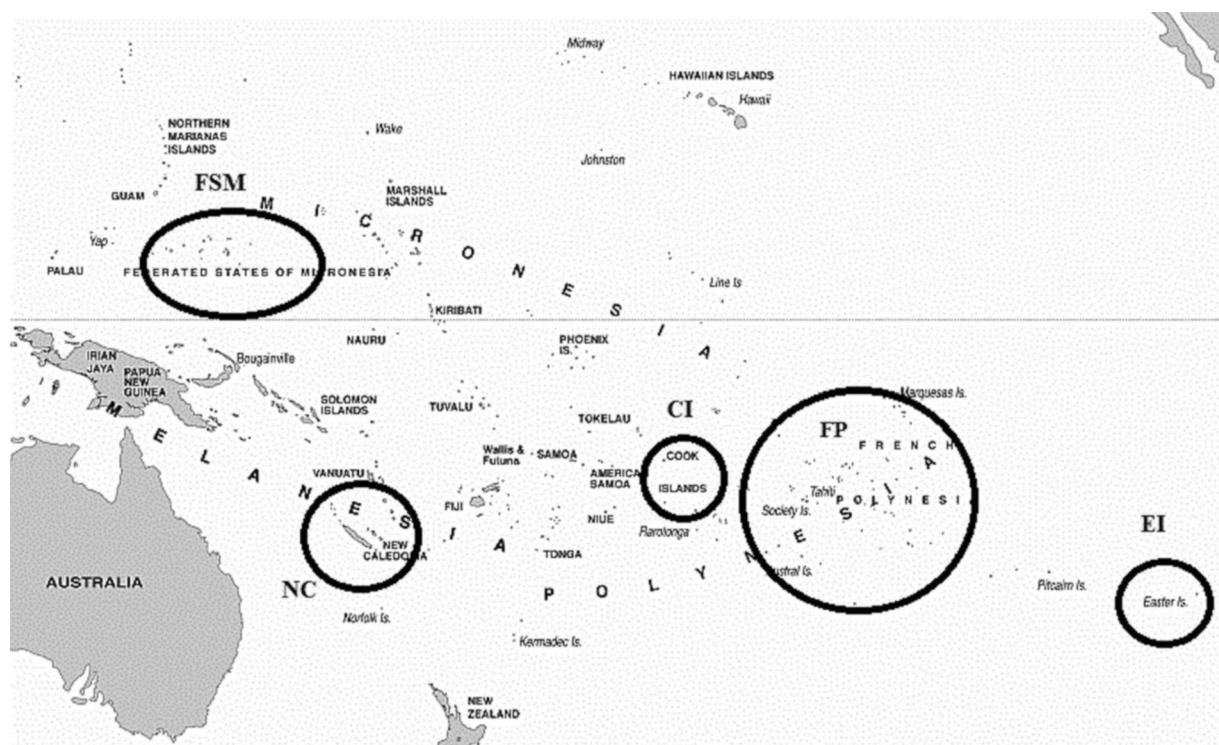 Midway
HAWAIIAN ISLANDS
Hawaii
NORTHERN
MARIANAS
ISLANDS
Wake
Johnston
FSM
GUAM
MARSHALL
ISLANDS
MICRONESIA
Yap
PALAU
FEDERATED STATES OF MICRONESIA
Line Is
KIRIBATI
NAURU
PHOENIX
IS.
IRIAN
JAYA
PAPUA
NEW
GUINEA
Bougainville
SOLOMON
ISLANDS
TUVALU
TOKELAU
CI
Marquesas Is.
FP
FRENCH
POLYNESI
MELANESIA
Wallis &
Futuna
SAMOA
AMERICA
SAMOA
COOK
ISLANDS
VANUATU
FIJI
NIUE
Rarotonga
Tahiti
Society Is.
NEW
CALEDONIA
TONGA
POLYNESIA
Austral Is.
EI
AUSTRALIA
NC
Norfolk Is.
Pitcairn Is.
Easter Is.
Kermadec Is.
NEW
ZEALAND